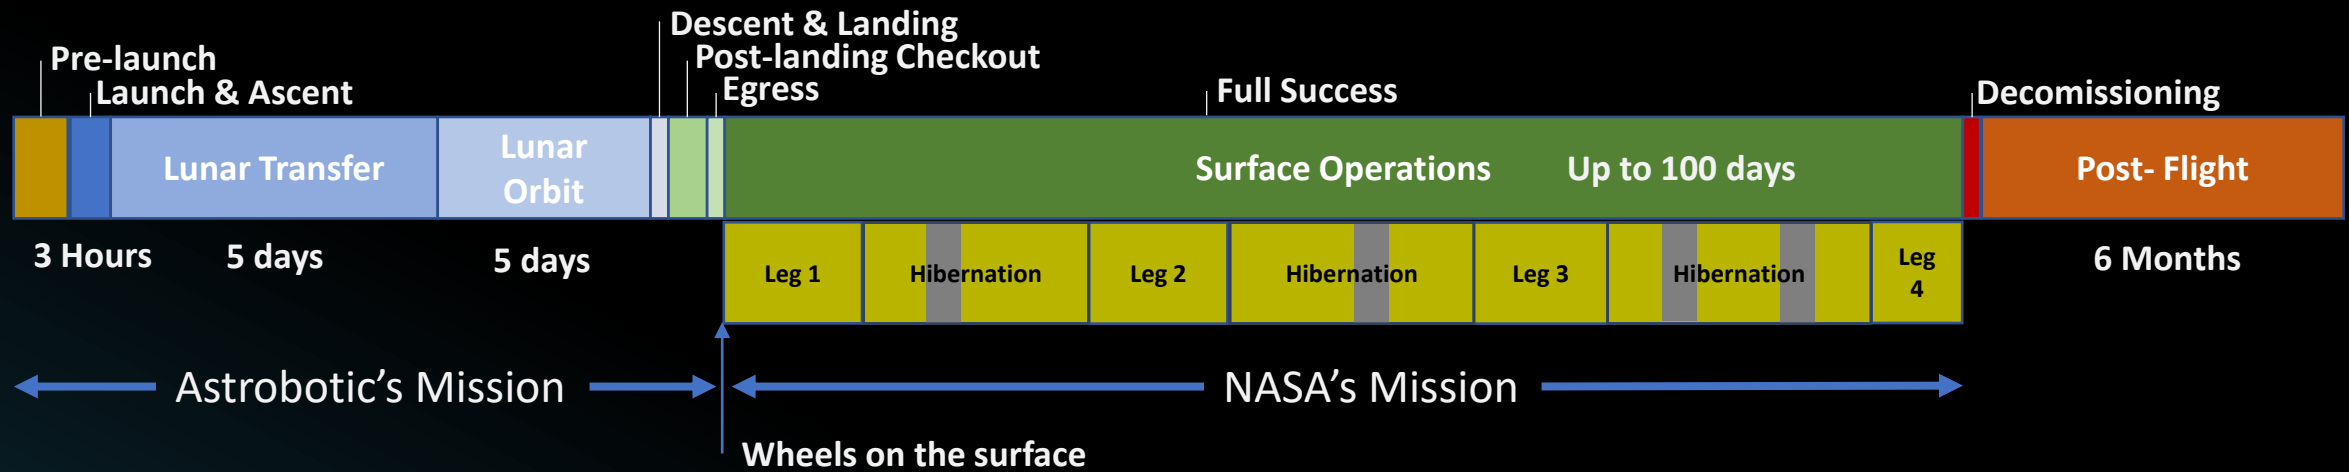 Descent & Landing
Pre-launch
Post-landing Checkout
Launch & Ascent
Egress
Full Success
Decomissioning
Lunar Transfer
Lunar
Orbit
Surface Operations
Up to 100 days
Post- Flight
3 Hours
5 days
5 days
6 Months
Leg 1
Hibernation
Leg 2
Hibernation
Leg 3
Hibernation
Leg
4
Astrobotic's Mission
NASA's Mission
Wheels on the surface